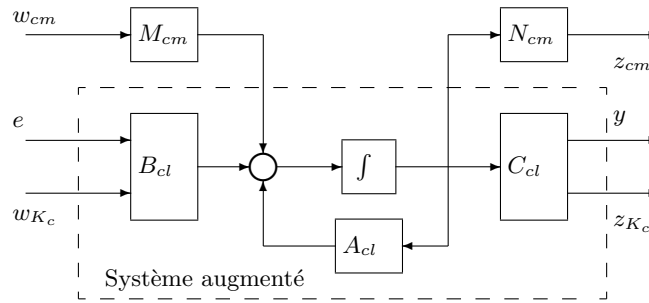 w_{cm}
M_{cm}
N_{cm}
z_{cm}
e
y
B_{cl}
∫
C_{cl}
w_{K_c}
z_{K_c}
A_{cl}
Système augmenté